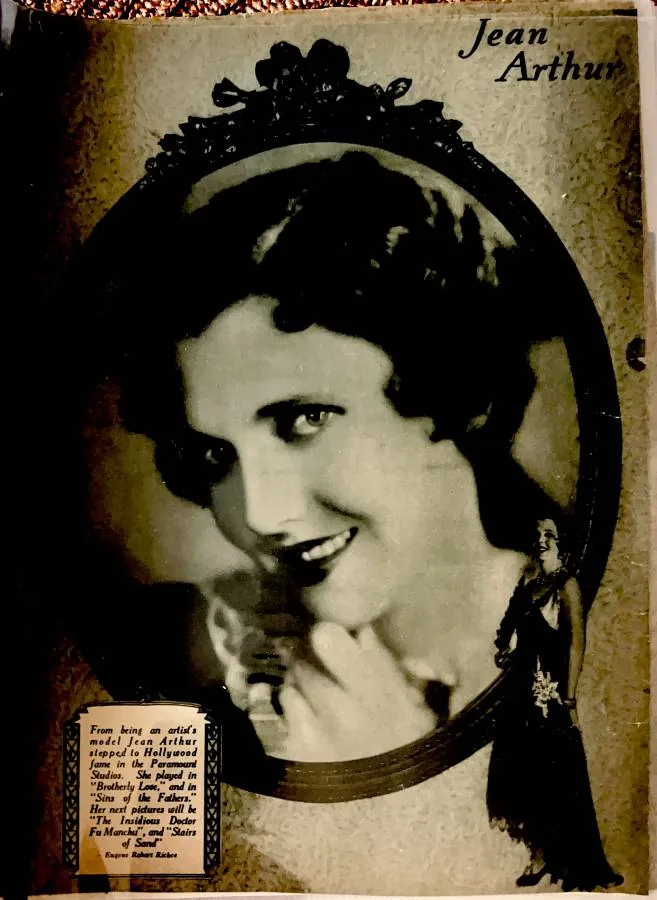 Jean
Arthur
From being an artist's
model Jean Arthur
stepped to Hollywood
fame in the Paramount
Studios. She played in
"Brotherly Love," and in
"Sins of the Fathers."
Her next pictures will be
"The Insidious Doctor
Fu Manchu", and "Stairs
of Sand"
- Eugene Robert Richee